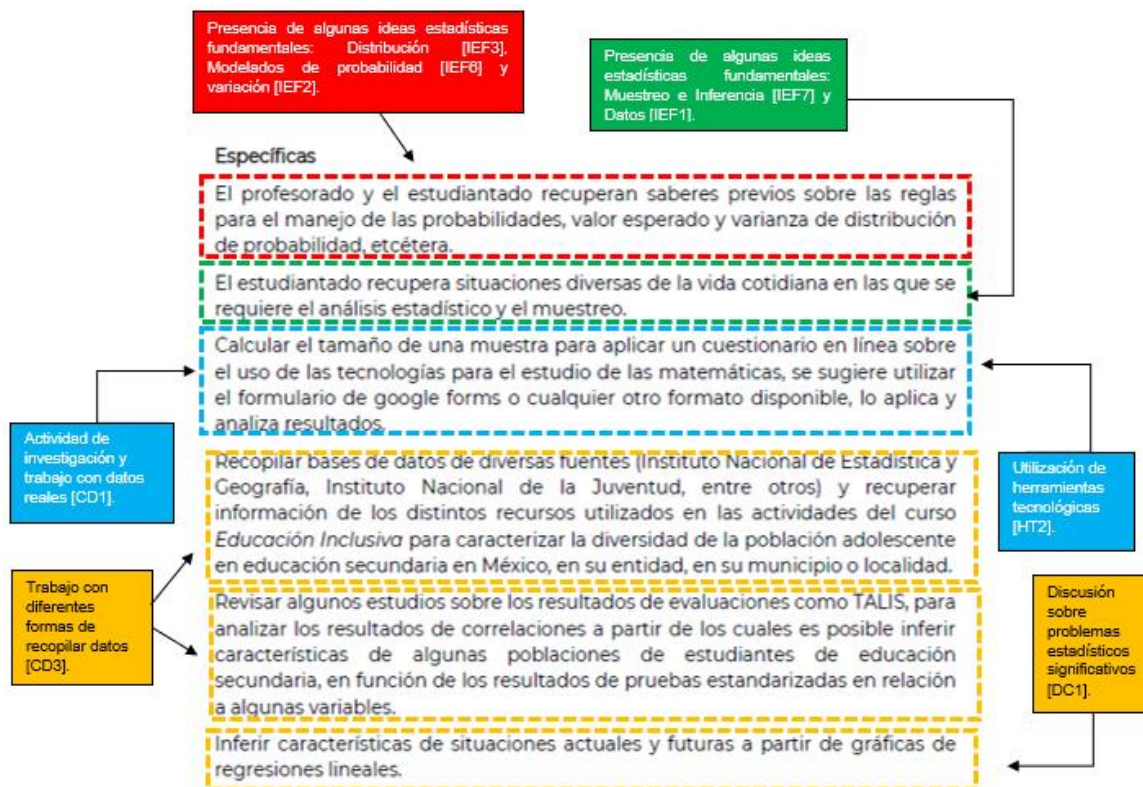 Presencia de algunas ideas estadísticas
fundamentales: Distribución [IEF3],
Modelados de probabilidad [IEF6] y
variación [IEF2].
Presencia de algunas ideas
estadísticas fundamentales:
Muestreo e Inferencia [IEF7] y
Datos [IEF1].
Específicas
El profesorado y el estudiantado recuperan saberes previos sobre las reglas
para el manejo de las probabilidades, valor esperado y varianza de distribución
de probabilidad, etcétera.
El estudiantado recupera situaciones diversas de la vida cotidiana en las que se
requiere el análisis estadístico y el muestreo.
Calcular el tamaño de una muestra para aplicar un cuestionario en línea sobre
el uso de las tecnologías para el estudio de las matemáticas, se sugiere utilizar
el formulario de google forms o cualquier otro formato disponible, lo aplica y
analiza resultados.
Actividad de
investigación y
trabajo con datos
reales [CD1].
Utilización de
herramientas
tecnológicas
[HT2].
Recopilar bases de datos de diversas fuentes (Instituto Nacional de Estadística y
Geografía, Instituto Nacional de la Juventud, entre otros) y recuperar
información de los distintos recursos utilizados en las actividades del curso
Educación Inclusiva para caracterizar la diversidad de la población adolescente
en educación secundaria en México, en su entidad, en su municipio o localidad.
Trabajo con
diferentes
formas de
recopilar datos
[CD3].
Discusión
sobre
problemas
estadísticos
significativos
[DC1].
Revisar algunos estudios sobre los resultados de evaluaciones como TALIS, para
analizar los resultados de correlaciones a partir de los cuales es posible inferir
características de algunas poblaciones de estudiantes de educación
secundaria, en función de los resultados de pruebas estandarizadas en relación
a algunas variables.
Inferir características de situaciones actuales y futuras a partir de gráficas de
regresiones lineales.